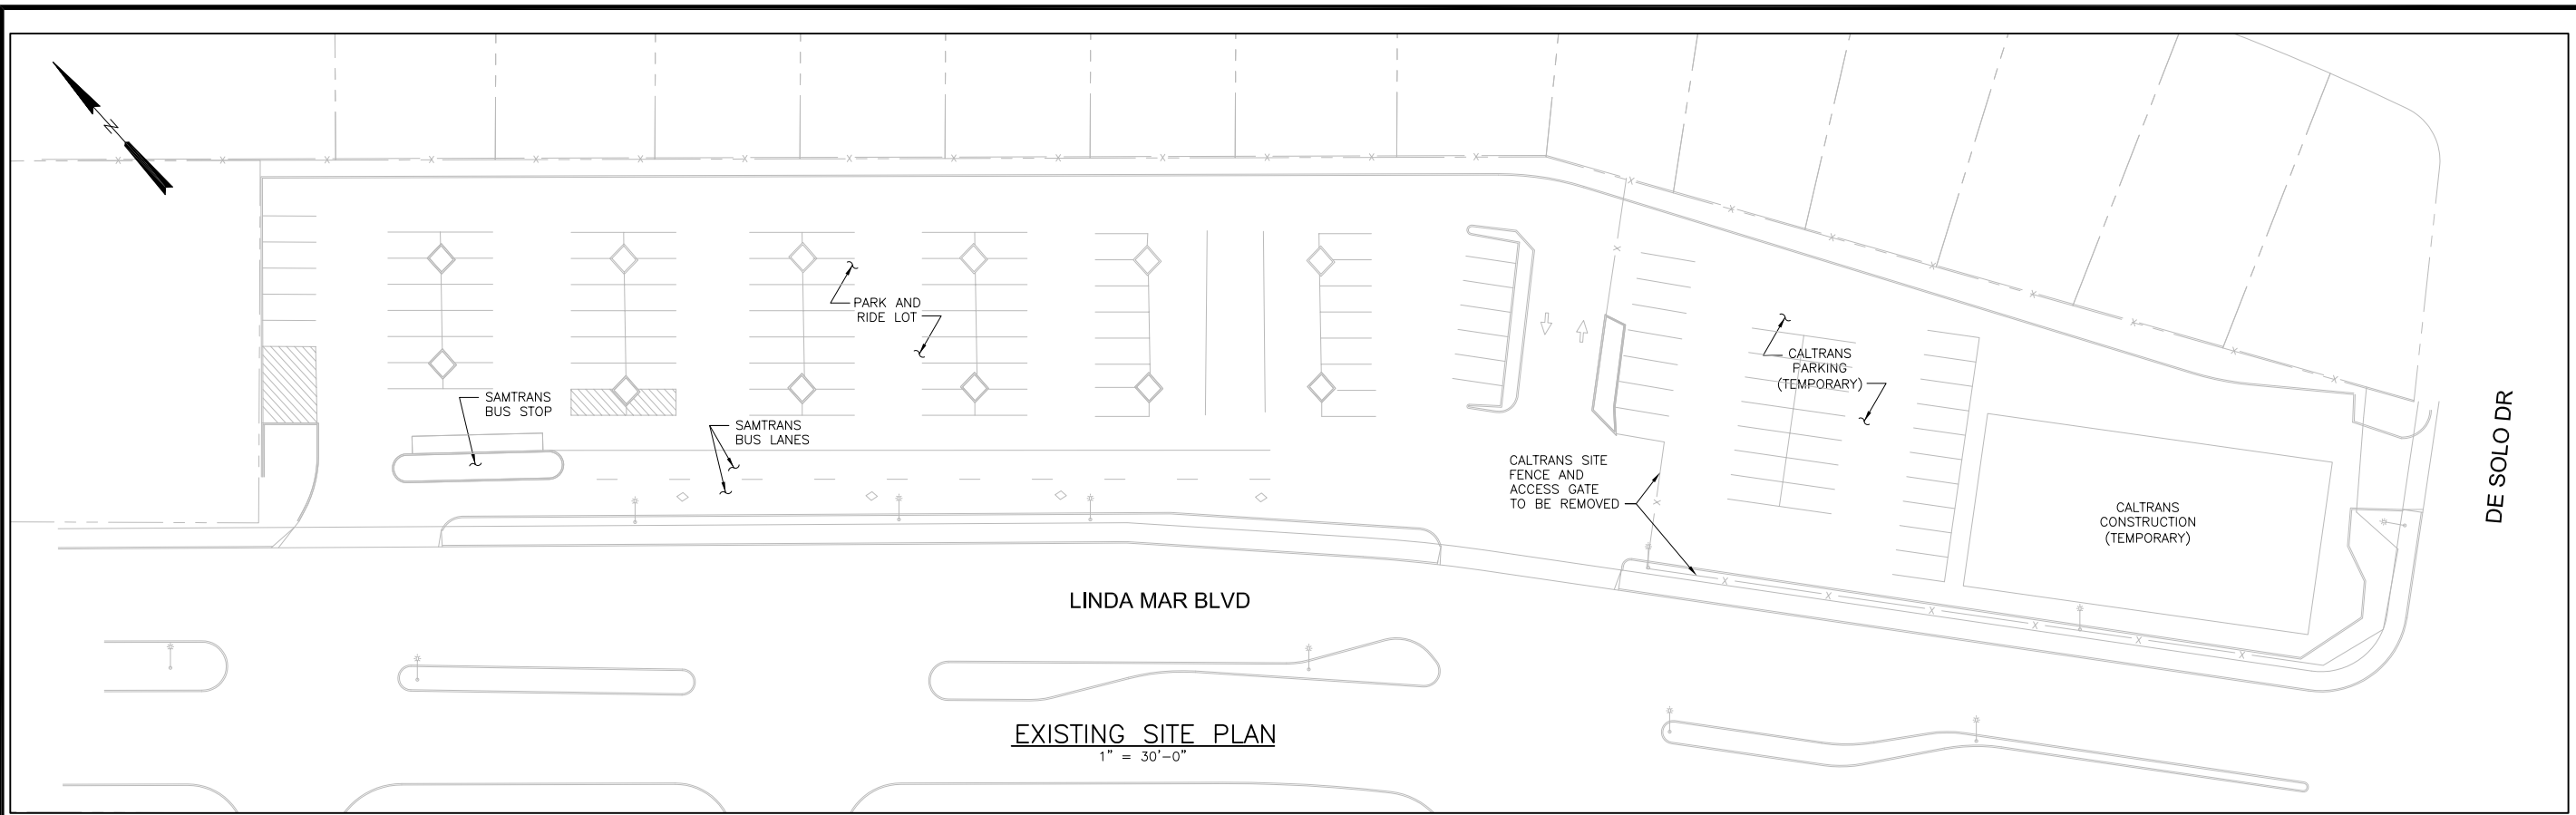 N
PARK AND
RIDE LOT
SAMTRANS
BUS STOP
SAMTRANS
BUS LANES
CALTRANS
PARKING
(TEMPORARY)
CALTRANS SITE
FENCE AND
ACCESS GATE
TO BE REMOVED
CALTRANS
CONSTRUCTION
(TEMPORARY)
DE SOLO DR
LINDA MAR BLVD
EXISTING SITE PLAN
1" = 30'-0"